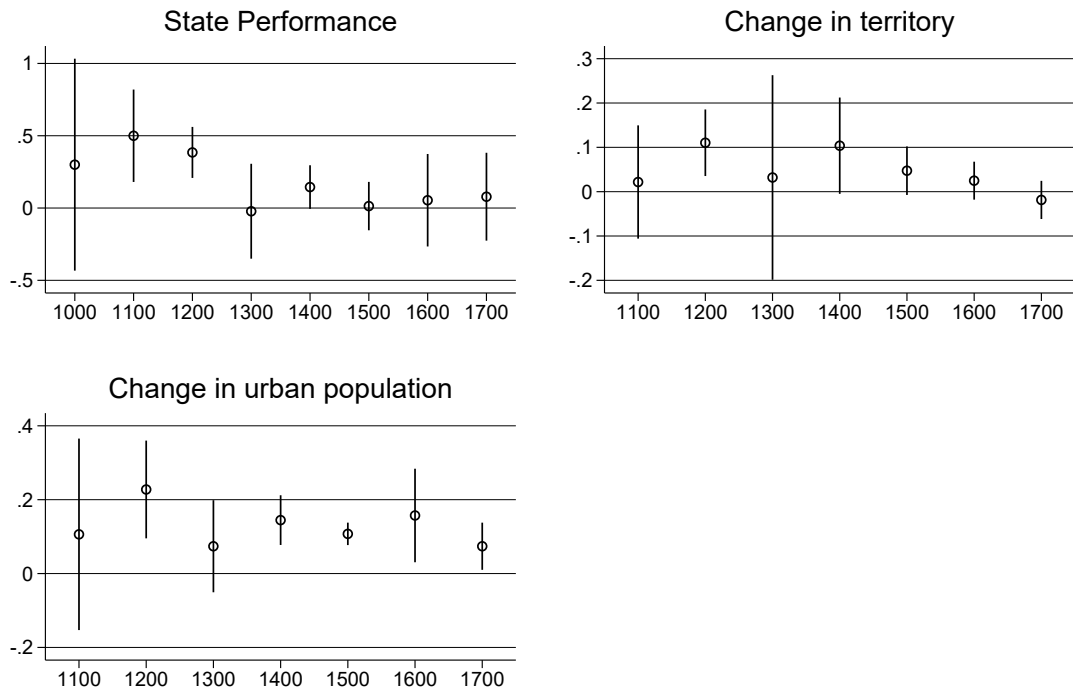 State Performance
1
.5
0
-.5
1000 1100 1200 1300 1400 1500 1600 1700
Change in territory
.3
.2
.1
0
-.1
-.2
1100 1200 1300 1400 1500 1600 1700
Change in urban population
.4
.2
0
-.2
1100 1200 1300 1400 1500 1600 1700